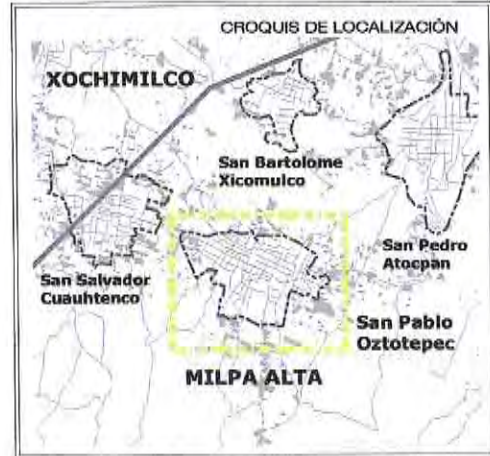 CROQUIS DE LOCALIZACIÓN
XOCHIMILCO
San Bartolome
Xicomulco
San Pedro
Atocpan
San Salvador
Cuauhtenco
San Pablo
Oztotepec
MILPA ALTA